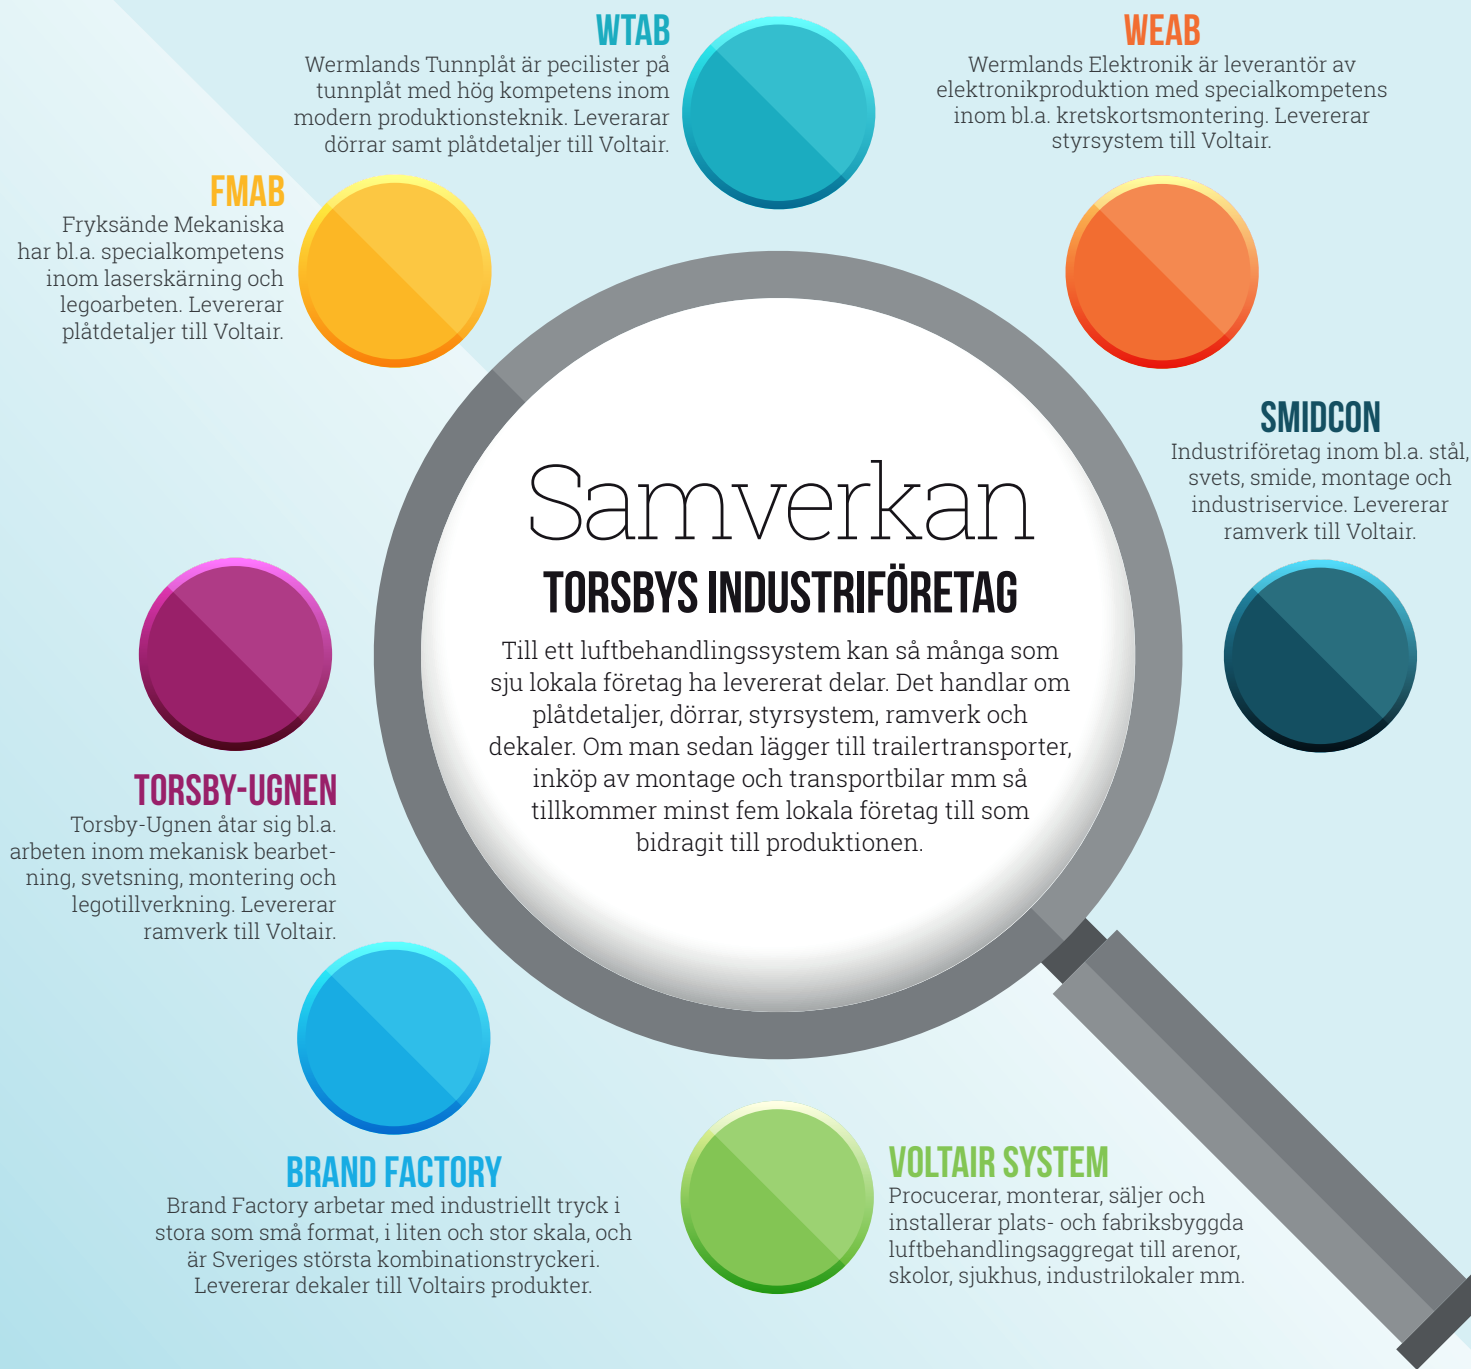 WTAB
Wermlands Tunnplåt är pecilister på
tunnplåt med hög kompetens inom
modern produktionsteknik. Leverarar
dörrar samt plåtdetaljer till Voltair.
WEAB
Wermlands Elektronik är leverantör av
elektronikproduktion med specialkompetens
inom bl.a. kretskortsmontering. Levererar
styrsystem till Voltair.
FMAB
Fryksände Mekaniska
har bl.a. specialkompetens
inom laserskärning och
legoarbeten. Levererar
plåtdetaljer till Voltair.
SMIDCON
Industriföretag inom bl.a. stål,
svets, smide, montage och
industriservice. Levererar
ramverk till Voltair.
Samverkan
TORSBYS INDUSTRIFÖRETAG
Till ett luftbehandlingssystem kan så många som
sju lokala företag ha levererat delar. Det handlar om
plåtdetaljer, dörrar, styrsystem, ramverk och
dekaler. Om man sedan lägger till trailertransporter,
inköp av montage och transportbilar mm så
tillkommer minst fem lokala företag till som
bidragit till produktionen.
TORSBY-UGNEN
Torsby-Ugnen åtar sig bl.a.
arbeten inom mekanisk bearbet-
ning, svetsning, montering och
legotillverkning. Levererar
ramverk till Voltair.
BRAND FACTORY
Brand Factory arbetar med industriellt tryck i
stora som små format, i liten och stor skala, och
är Sveriges största kombinationstryckeri.
Levererar dekaler till Voltairs produkter.
VOLTAIR SYSTEM
Procucerar, monterar, säljer och
installerar plats- och fabriksbyggda
luftbehandlingsaggregat till arenor,
skolor, sjukhus, industrilokaler mm.